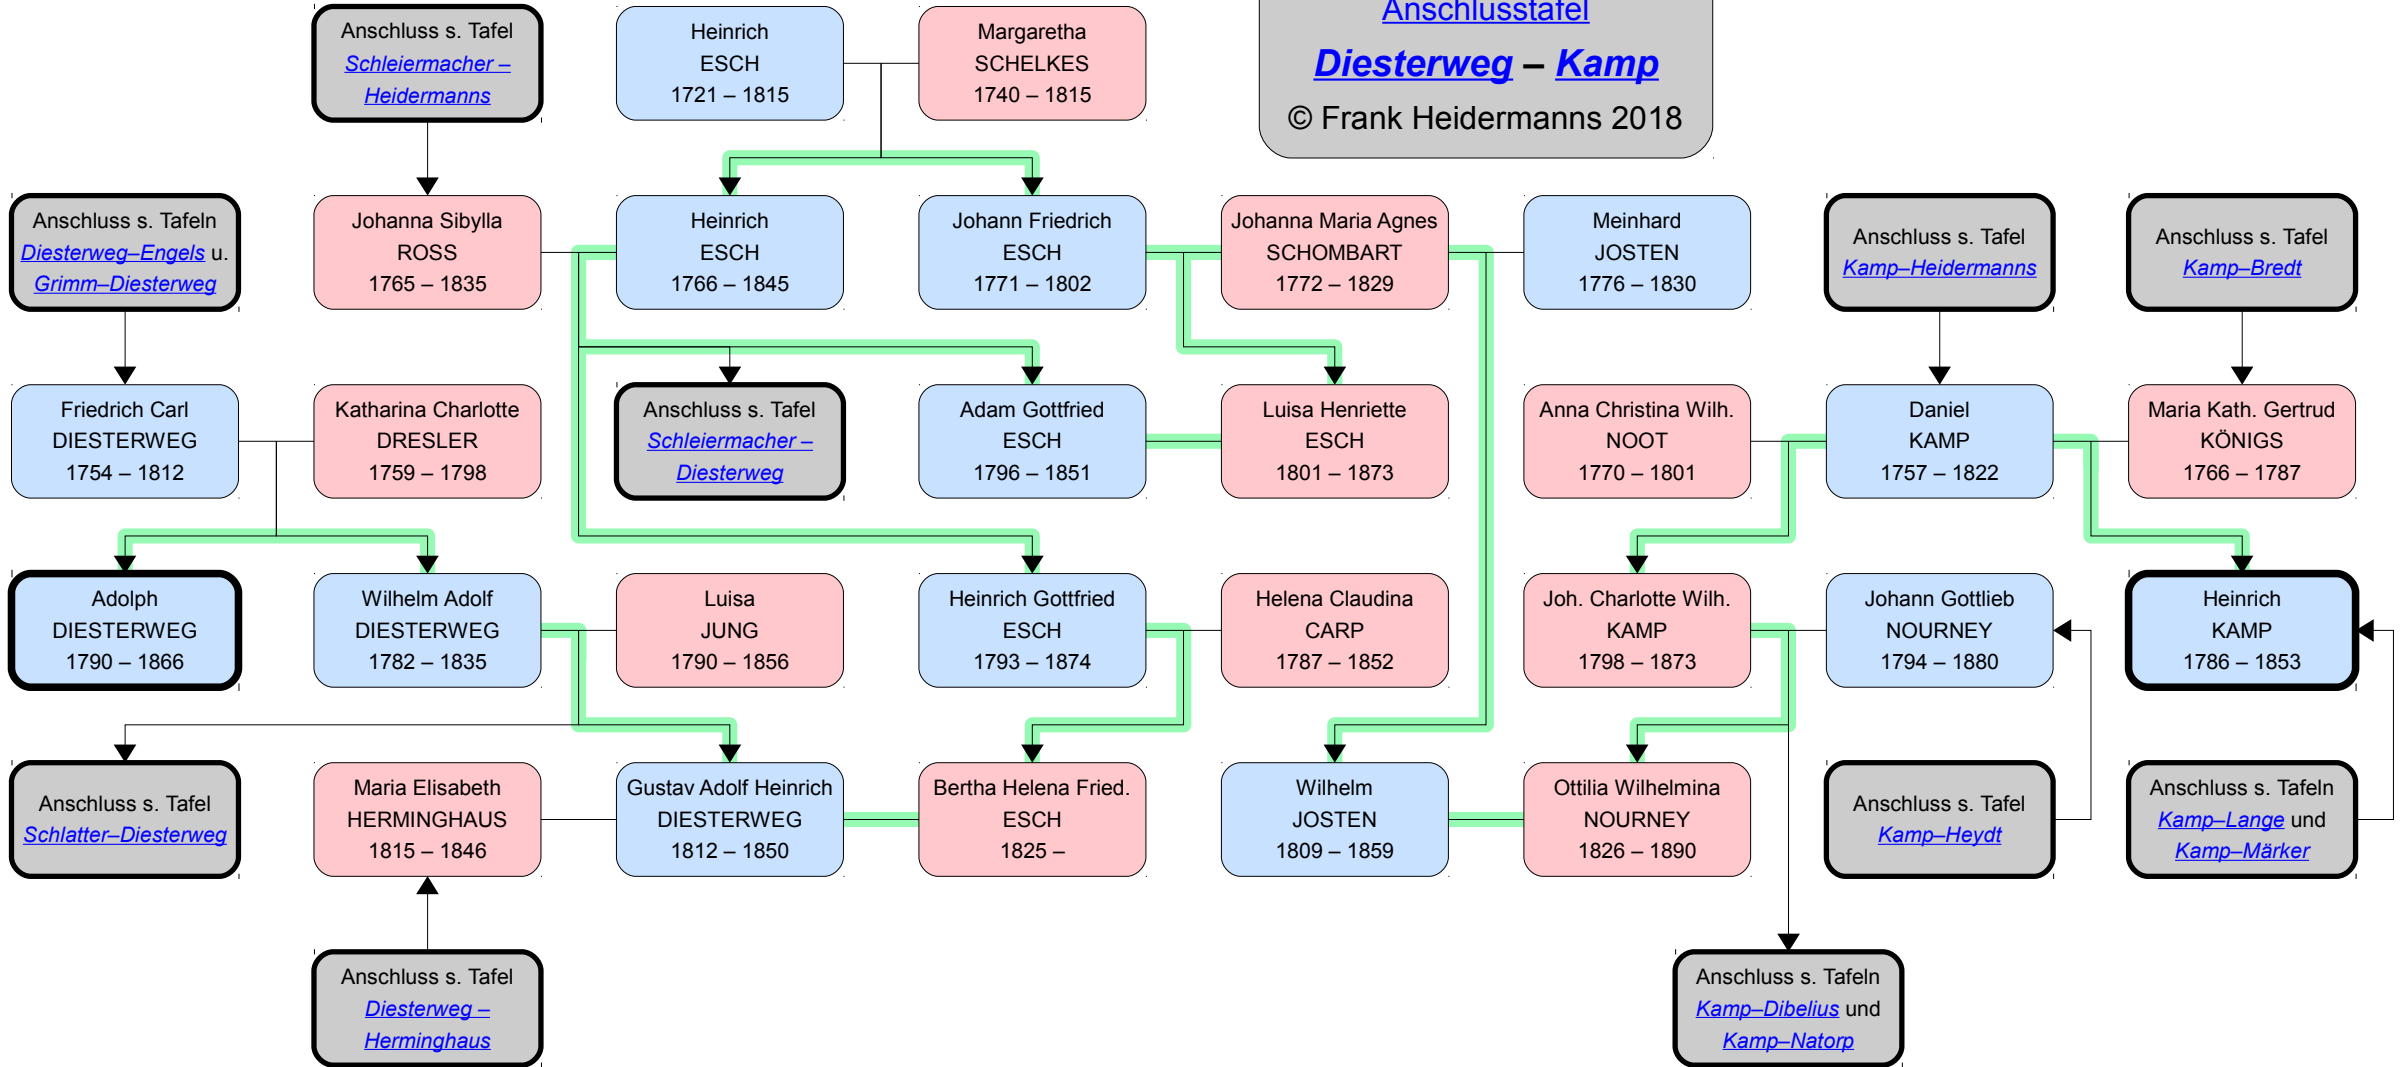 Anschluss s. Tafel
Schleiermacher –
Heidermanns
Heinrich
ESCH
1721 – 1815
Margaretha
SCHELKES
1740 – 1815
Anschlusstafel
Diesterweg – Kamp
© Frank Heidermanns 2018
Anschluss s. Tafeln
Diesterweg–Engels u.
Grimm–Diesterweg
Johanna Sibylla
ROSS
1765 – 1835
Heinrich
ESCH
1766 – 1845
Johann Friedrich
ESCH
1771 – 1802
Johanna Maria Agnes
SCHOMBART
1772 – 1829
Meinhard
JOSTEN
1776 – 1830
Anschluss s. Tafel
Kamp–Heidermanns
Anschluss s. Tafel
Kamp–Bredt
Friedrich Carl
DIESTERWEG
1754 – 1812
Katharina Charlotte
DRESLER
1759 – 1798
Anschluss s. Tafel
Schleiermacher –
Diesterweg
Adam Gottfried
ESCH
1796 – 1851
Luisa Henriette
ESCH
1801 – 1873
Anna Christina Wilh.
NOOT
1770 – 1801
Daniel
KAMP
1757 – 1822
Maria Kath. Gertrud
KÖNIGS
1766 – 1787
Adolph
DIESTERWEG
1790 – 1866
Wilhelm Adolf
DIESTERWEG
1782 – 1835
Luisa
JUNG
1790 – 1856
Heinrich Gottfried
ESCH
1793 – 1874
Helena Claudina
CARP
1787 – 1852
Joh. Charlotte Wilh.
KAMP
1798 – 1873
Johann Gottlieb
NOURNEY
1794 – 1880
Heinrich
KAMP
1786 – 1853
Anschluss s. Tafel
Schlatter–Diesterweg
Maria Elisabeth
HERMINGHAUS
1815 – 1846
Gustav Adolf Heinrich
DIESTERWEG
1812 – 1850
Bertha Helena Fried.
ESCH
1825 –
Wilhelm
JOSTEN
1809 – 1859
Ottilia Wilhelmina
NOURNEY
1826 – 1890
Anschluss s. Tafel
Kamp–Heydt
Anschluss s. Tafeln
Kamp–Lange und
Kamp–Märker
Anschluss s. Tafel
Diesterweg –
Herminghaus
Anschluss s. Tafeln
Kamp–Dibelius und
Kamp–Natorp